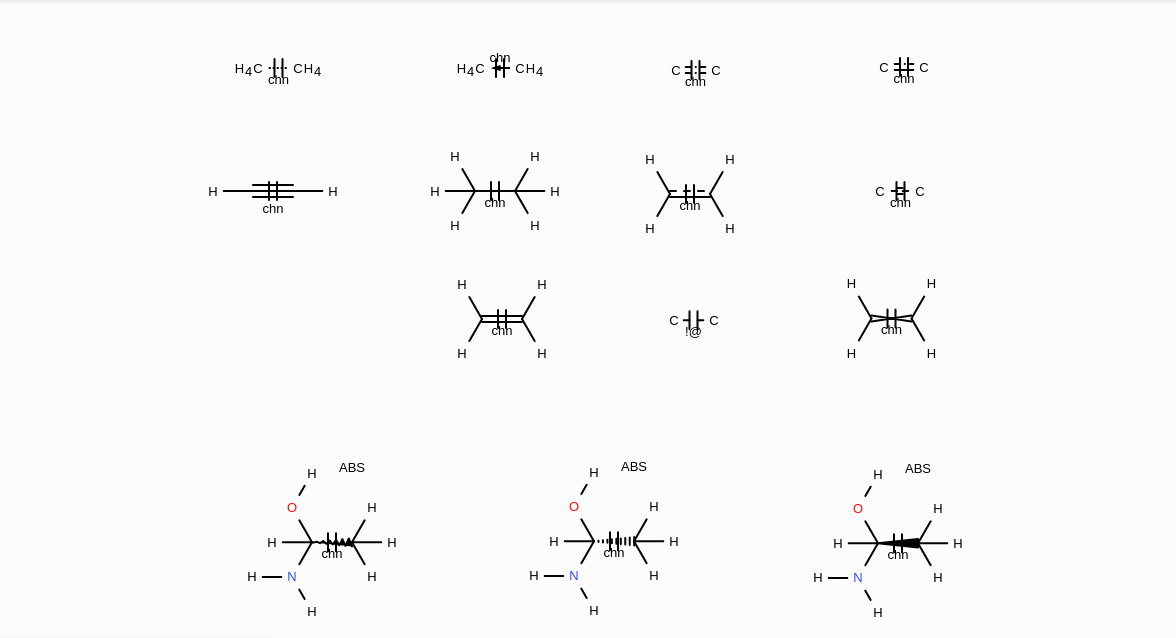 chn
H4C CH4 H4C CH4 C C C C
chn chn chn chn
H H
H H H H H C C
chn chn chn chn
H H H H
H H H H
C C
chn !@ chn
H H H H
H ABS H ABS H ABS
O H O H O H
H H H H H H
chn chn chn
H N H H N H H N H
H H H